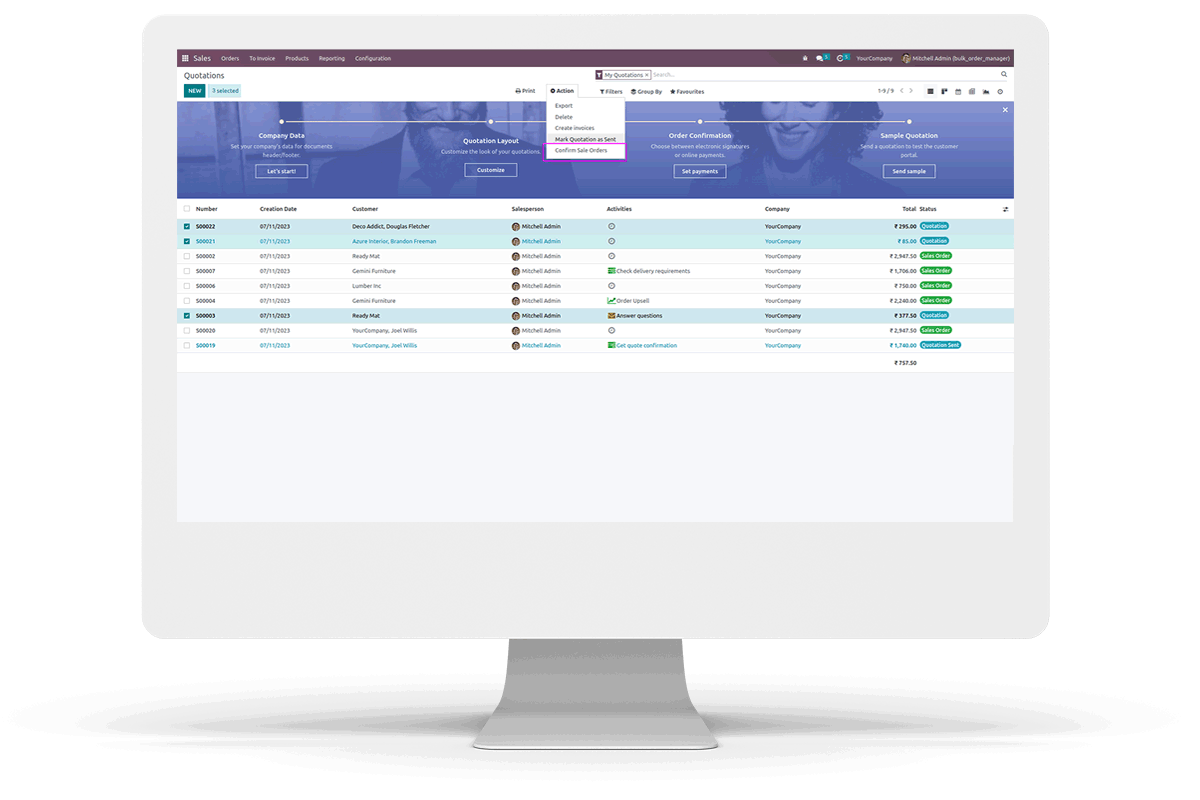 Sales Orders To Invoice Products Reporting Configuration 5 5 YourCompany Mitchell Admin (bulk_order_manager)
Quotations My Quotations × Search...
NEW 3 selected Print Action Filters Group By Favourites 1-9 / 9
Export
Delete
Create invoices
Mark Quotation as Sent
Confirm Sale Orders
Company Data
Set your company's data for documents
header/footer.
Let's start!
Quotation Layout
Customize the look of your quotations.
Customize
Order Confirmation
Choose between electronic signatures
or online payments.
Set payments
Sample Quotation
Send a quotation to test the customer
portal.
Send sample
Number Creation Date Customer Salesperson Activities Company Total Status
S00022 07/11/2023 Deco Addict, Douglas Fletcher Mitchell Admin YourCompany ₹ 295.00 Quotation
S00021 07/11/2023 Azure Interior, Brandon Freeman Mitchell Admin YourCompany ₹ 85.00 Quotation
S00002 07/11/2023 Ready Mat Mitchell Admin YourCompany ₹ 2,947.50 Sales Order
S00007 07/11/2023 Gemini Furniture Mitchell Admin Check delivery requirements YourCompany ₹ 1,706.00 Sales Order
S00006 07/11/2023 Lumber Inc Mitchell Admin YourCompany ₹ 750.00 Sales Order
S00004 07/11/2023 Gemini Furniture Mitchell Admin Order Upsell YourCompany ₹ 2,240.00 Sales Order
S00003 07/11/2023 Ready Mat Mitchell Admin Answer questions YourCompany ₹ 377.50 Quotation
S00020 07/11/2023 YourCompany, Joel Willis Mitchell Admin YourCompany ₹ 2,947.50 Sales Order
S00019 07/11/2023 YourCompany, Joel Willis Mitchell Admin Get quote confirmation YourCompany ₹ 1,740.00 Quotation Sent
₹ 757.50